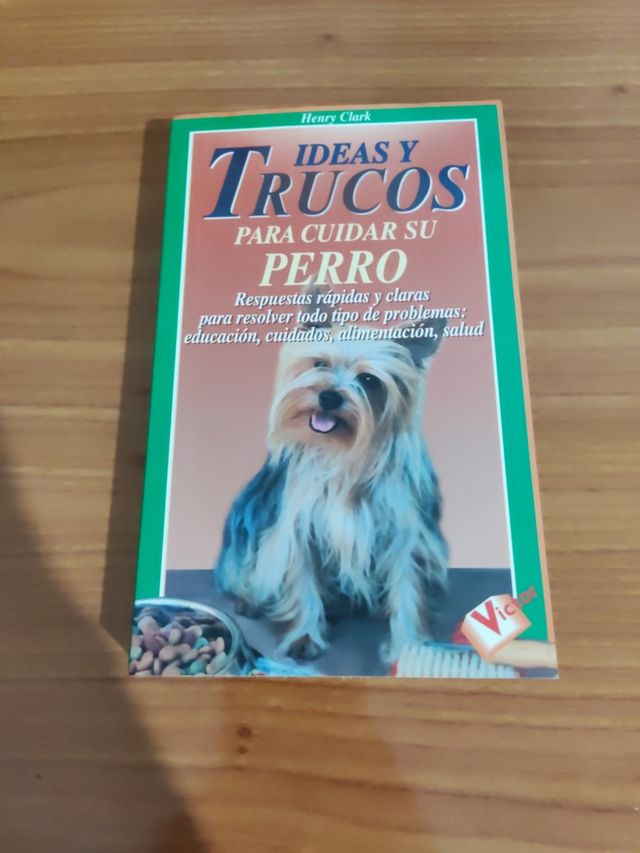 Henry Clark
IDEAS Y
TRUCOS
PARA CUIDAR SU
PERRO
Respuestas rápidas y claras
para resolver todo tipo de problemas:
educación, cuidados, alimentación, salud
Victor